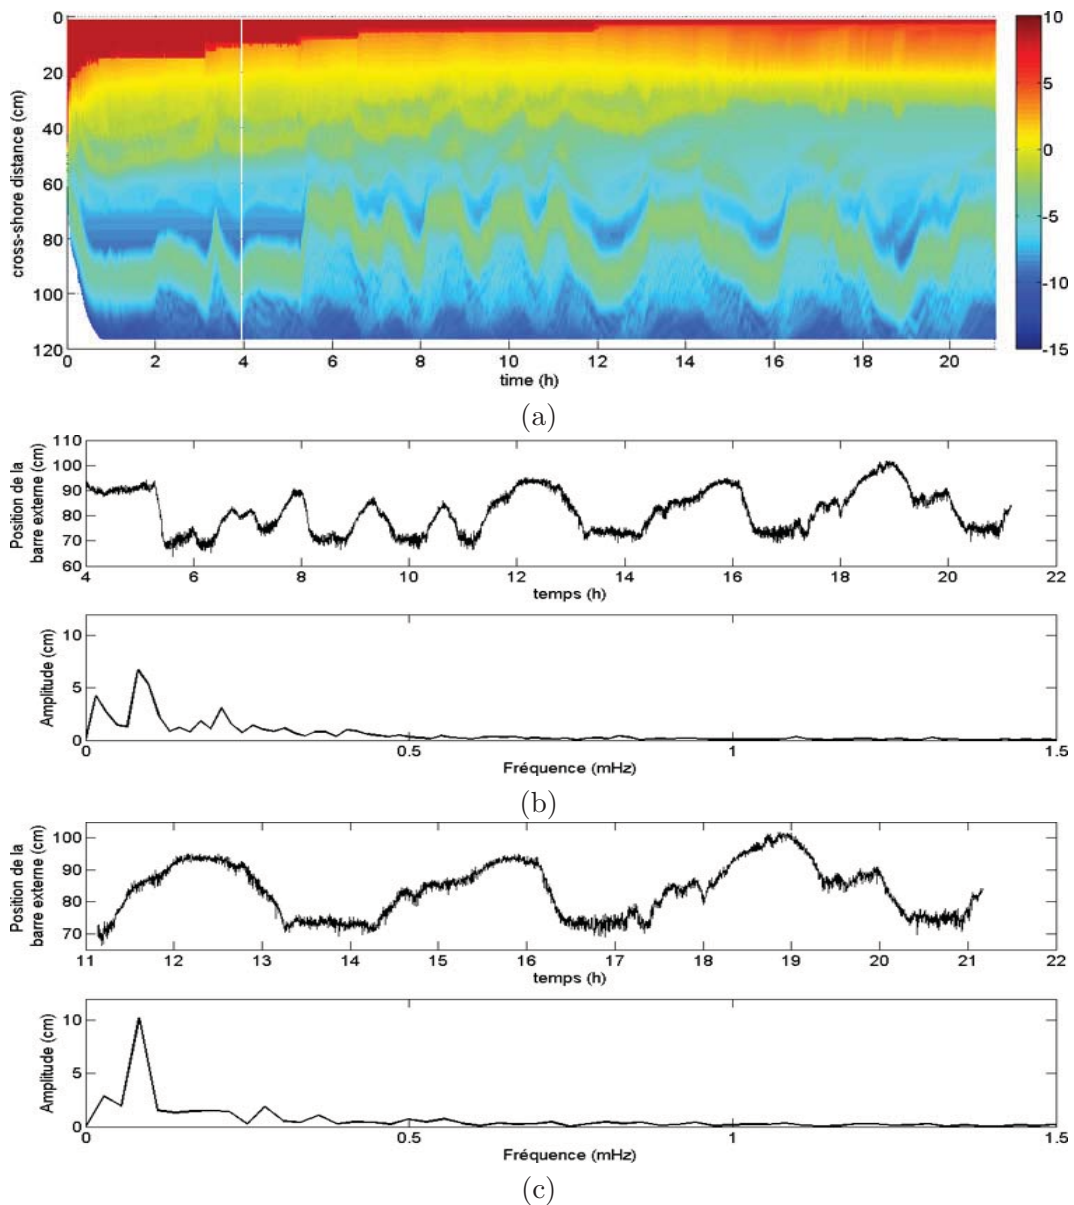 0
20
40
60
80
100
120
cross-shore distance (cm)
0 2 4 6 8 10 12 14 16 18 20
time (h)
10
5
0
-5
-10
-15
(a)
110
100
90
80
70
60
Position de la
barre externe (cm)
4 6 8 10 12 14 16 18 20 22
temps (h)
10
5
0
Amplitude (cm)
0 0.5 1 1.5
Fréquence (mHz)
(b)
100
90
80
70
Position de la
barre externe (cm)
11 12 13 14 15 16 17 18 19 20 21 22
temps (h)
10
5
0
Amplitude (cm)
0 0.5 1 1.5
Fréquence (mHz)
(c)